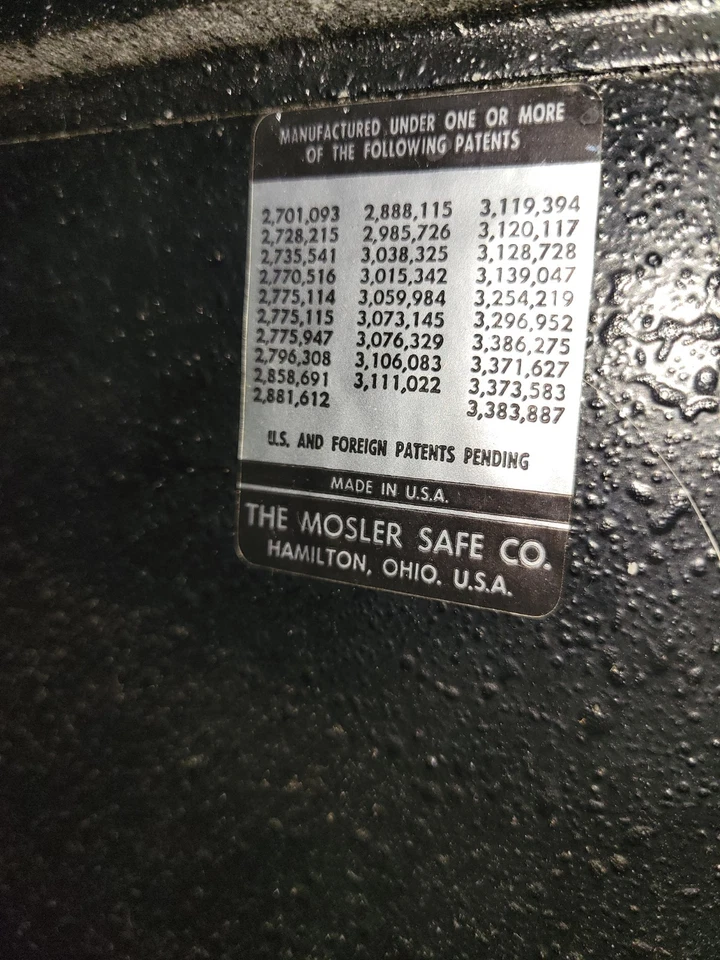 MANUFACTURED UNDER ONE OR MORE
OF THE FOLLOWING PATENTS
2,701,093 2,888,115 3,119,394
2,728,215 2,985,726 3,120,117
2,735,541 3,038,325 3,128,728
2,770,516 3,015,342 3,139,047
2,775,114 3,059,984 3,254,219
2,775,115 3,073,145 3,296,952
2,775,947 3,076,329 3,386,275
2,796,308 3,106,083 3,371,627
2,858,691 3,111,022 3,373,583
2,881,612 3,383,887
U.S. AND FOREIGN PATENTS PENDING
MADE IN U.S.A.
THE MOSLER SAFE CO.
HAMILTON, OHIO. U.S.A.